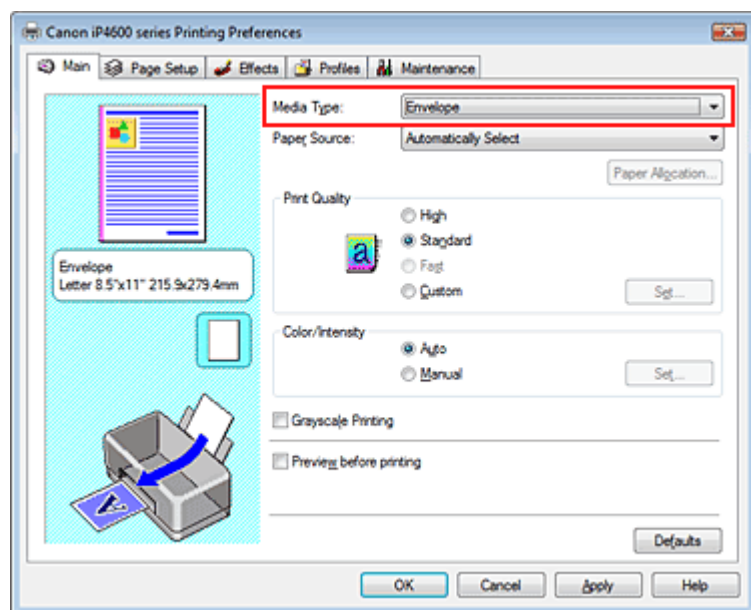 Canon iP4600 series Printing Preferences
Main
Page Setup
Effects
Profiles
Maintenance
Media Type:
Envelope
Paper Source:
Automatically Select
Paper Allocation...
Print Quality
High
a
Standard
Fast
Custom
Set...
Envelope
Letter 8.5"x11" 215.9x279.4mm
Color/Intensity
Auto
Manual
Set...
Grayscale Printing
Preview before printing
A
Defaults
OK
Cancel
Apply
Help